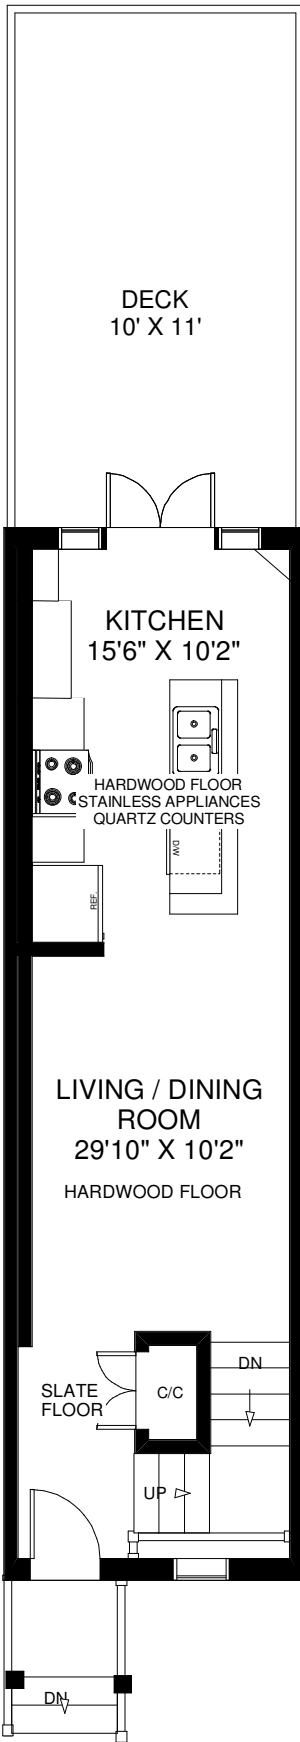 DECK
10' X 11'
KITCHEN
15'6" X 10'2"
HARDWOOD FLOOR
STAINLESS APPLIANCES
QUARTZ COUNTERS
D/W
REF.
LIVING / DINING
ROOM
29'10" X 10'2"
HARDWOOD FLOOR
DN
SLATE
FLOOR
C/C
UP
DN